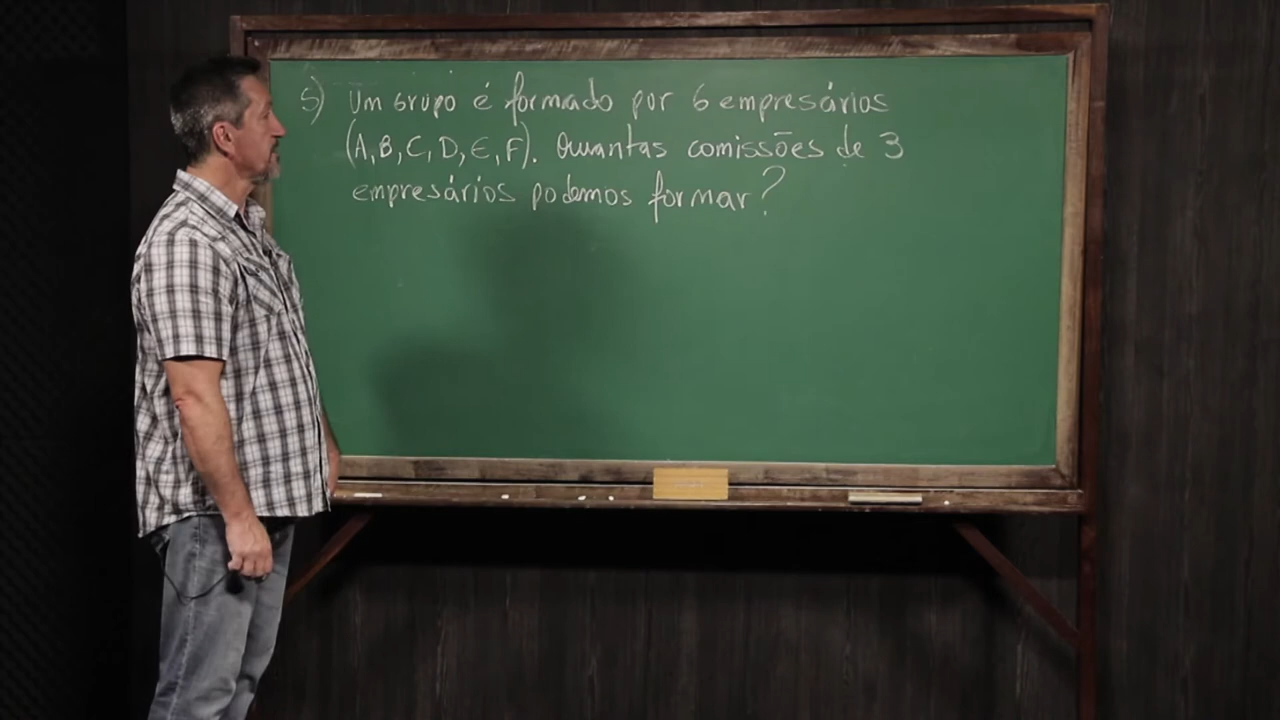 5) Um grupo é formado por 6 empresários
(A, B, C, D, E, F). Quantas comissões de 3
empresários podemos formar?